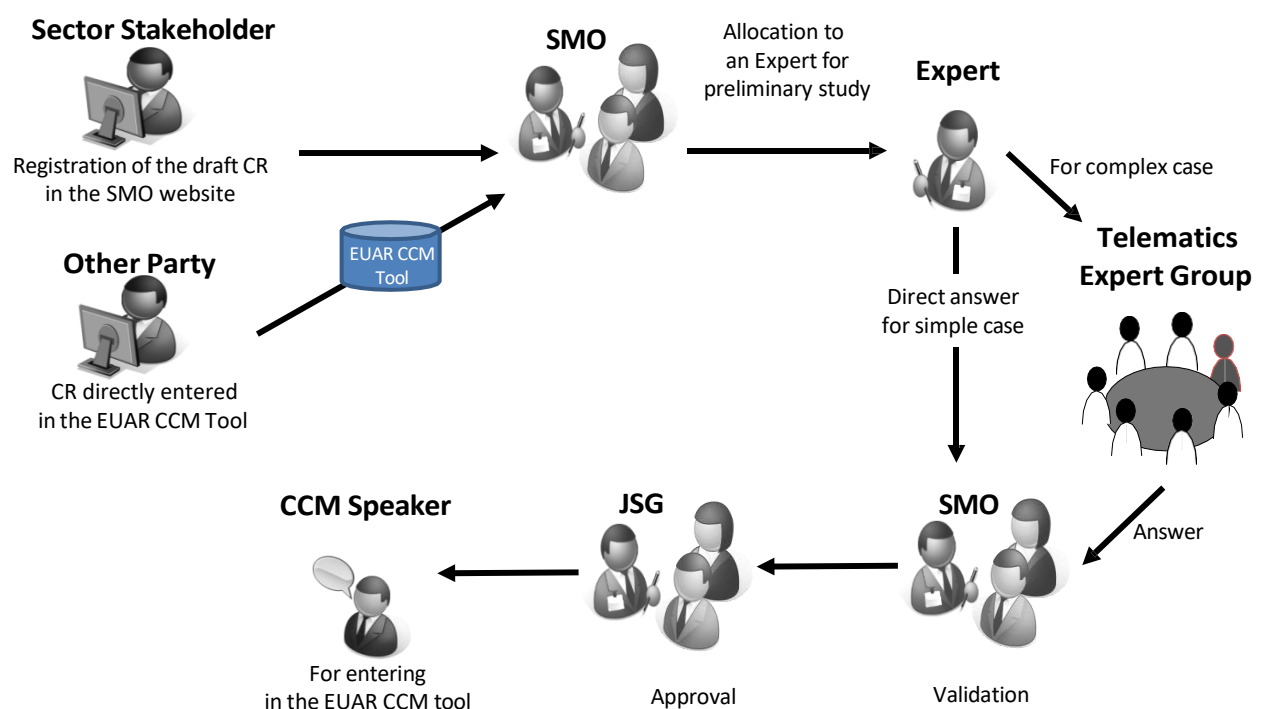 Sector Stakeholder
Registration of the draft CR
in the SMO website
SMO
Allocation to
an Expert for
preliminary study
Expert
For complex case
Telematics
Expert Group
EUAR CCM
Tool
Other Party
CR directly entered
in the EUAR CCM Tool
Direct answer
for simple case
Answer
SMO
Validation
JSG
Approval
CCM Speaker
For entering
in the EUAR CCM tool